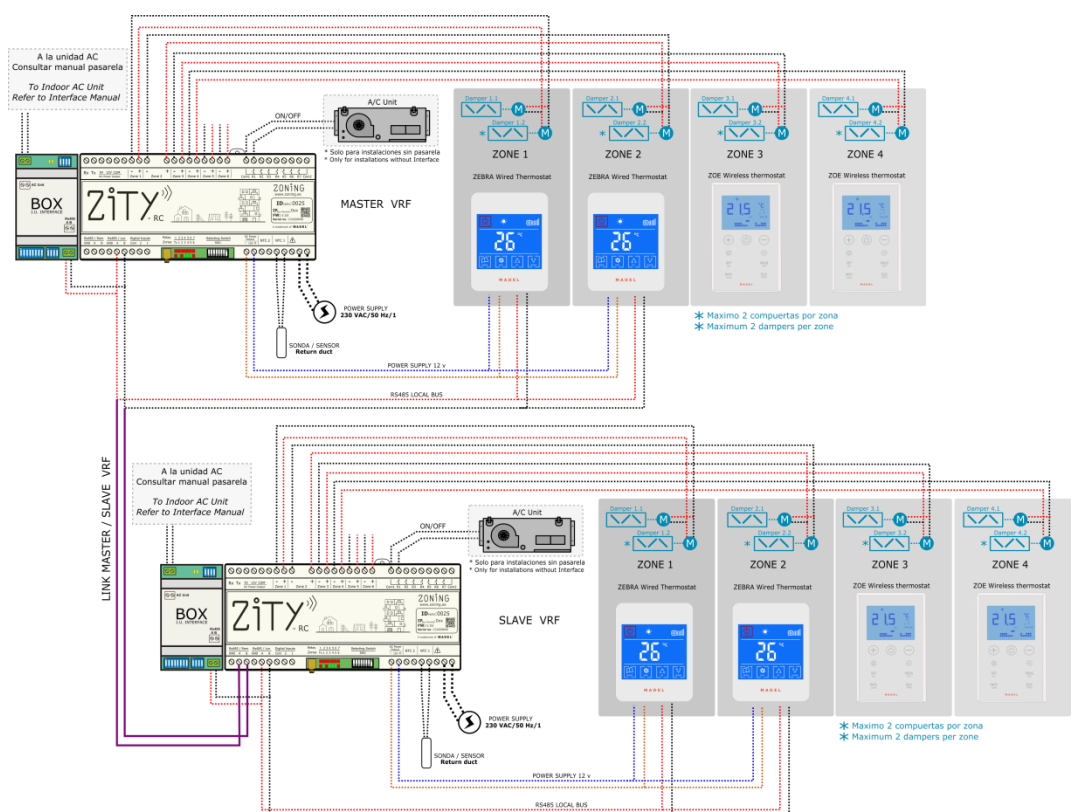 A la unidad AC
Consultar manual pasarela
To Indoor AC Unit
Refer to Interface Manual
A/C Unit
ON/OFF
* Solo para instalaciones sin pasarela
* Only for installations without Interface
BOX
I.U. INTERFACE
ZiTY
RC
ZONING
MASTER VRF
POWER SUPPLY
230 VAC/50 Hz/1
SONDA / SENSOR
Return duct
POWER SUPPLY 12 v
RS485 LOCAL BUS
Damper 1.1
Damper 1.2
ZONE 1
ZEBRA Wired Thermostat
26 °C
MADEL
Damper 2.1
Damper 2.2
ZONE 2
ZEBRA Wired Thermostat
26 °C
MADEL
Damper 3.1
Damper 3.2
ZONE 3
ZOE Wireless thermostat
21.5
MADEL
Damper 4.1
Damper 4.2
ZONE 4
ZOE Wireless thermostat
21.5
MADEL
* Maximo 2 compuertas por zona
* Maximum 2 dampers per zone
LINK MASTER / SLAVE VRF
A la unidad AC
Consultar manual pasarela
To Indoor AC Unit
Refer to Interface Manual
A/C Unit
ON/OFF
* Solo para instalaciones sin pasarela
* Only for installations without Interface
BOX
I.U. INTERFACE
ZiTY
RC
ZONING
SLAVE VRF
POWER SUPPLY
230 VAC/50 Hz/1
SONDA / SENSOR
Return duct
POWER SUPPLY 12 v
RS485 LOCAL BUS
Damper 1.1
Damper 1.2
ZONE 1
ZEBRA Wired Thermostat
26 °C
MADEL
Damper 2.1
Damper 2.2
ZONE 2
ZEBRA Wired Thermostat
26 °C
MADEL
Damper 3.1
Damper 3.2
ZONE 3
ZOE Wireless thermostat
21.5
MADEL
Damper 4.1
Damper 4.2
ZONE 4
ZOE Wireless thermostat
21.5
MADEL
* Maximo 2 compuertas por zona
* Maximum 2 dampers per zone